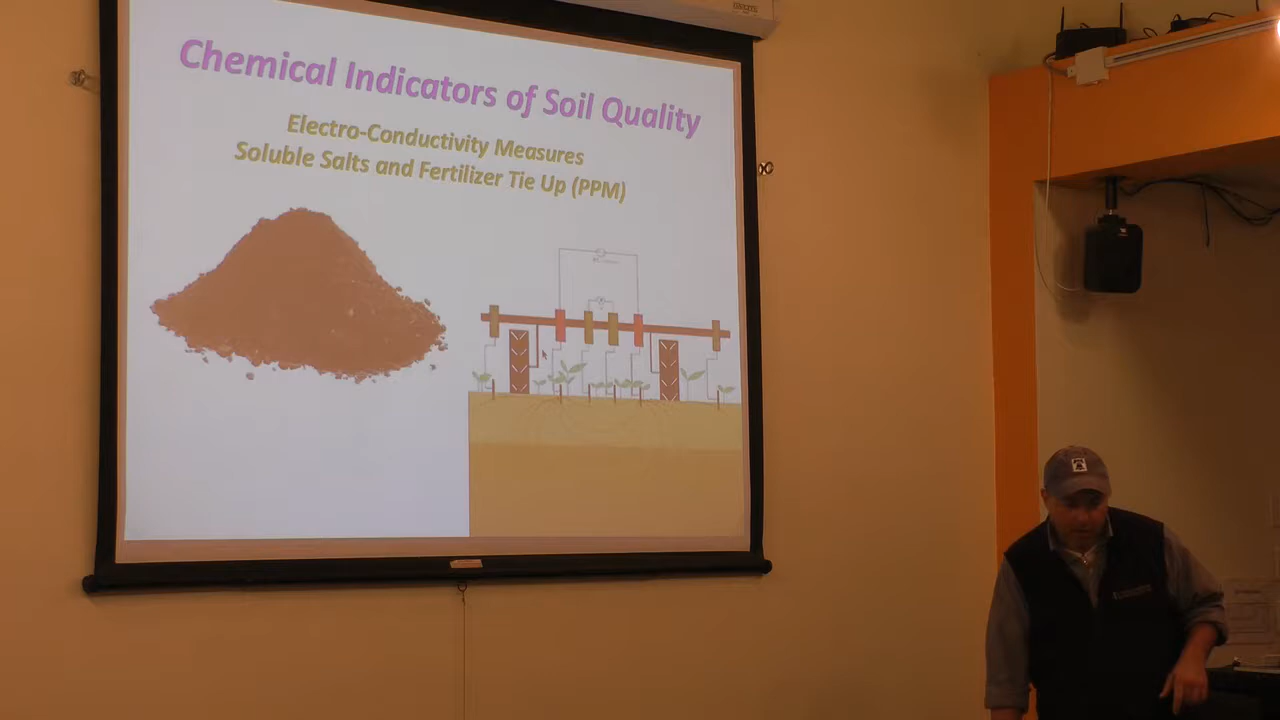 Chemical Indicators of Soil Quality
Electro-Conductivity Measures
Soluble Salts and Fertilizer Tie Up (PPM)